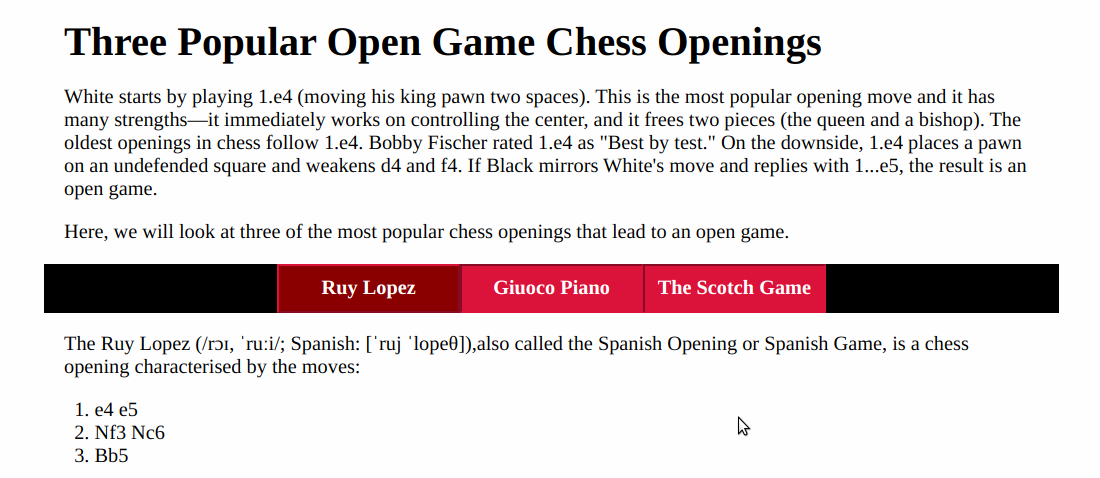 Three Popular Open Game Chess Openings
White starts by playing 1.e4 (moving his king pawn two spaces). This is the most popular opening move and it has
many strengths—it immediately works on controlling the center, and it frees two pieces (the queen and a bishop). The
oldest openings in chess follow 1.e4. Bobby Fischer rated 1.e4 as "Best by test." On the downside, 1.e4 places a pawn
on an undefended square and weakens d4 and f4. If Black mirrors White's move and replies with 1...e5, the result is an
open game.
Here, we will look at three of the most popular chess openings that lead to an open game.
Ruy Lopez Giuoco Piano The Scotch Game
The Ruy Lopez (/rɔɪ, ˈruːi/; Spanish: [ˈruj ˈlopeθ]),also called the Spanish Opening or Spanish Game, is a chess
opening characterised by the moves:
1. e4 e5
2. Nf3 Nc6
3. Bb5